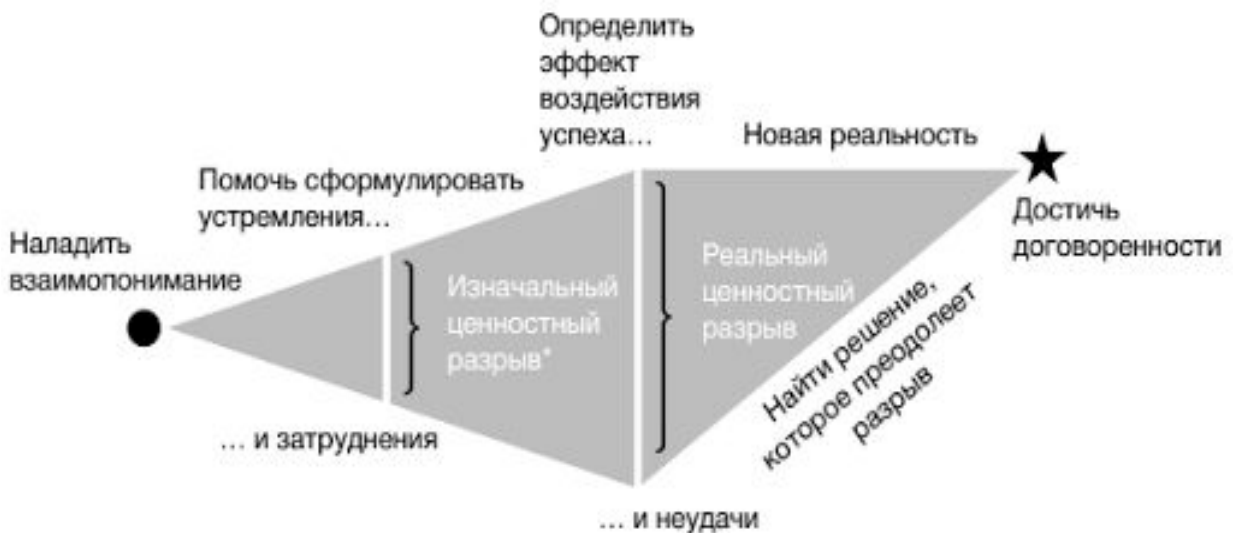 Определить
эффект
воздействия
успеха…
Новая реальность
Помочь сформулировать
устремления…
Достичь
договоренности
Наладить
взаимопонимание
Изначальный
ценностный
разрыв*
Реальный
ценностный
разрыв
Найти решение,
которое преодолеет
разрыв
… и затруднения
… и неудачи